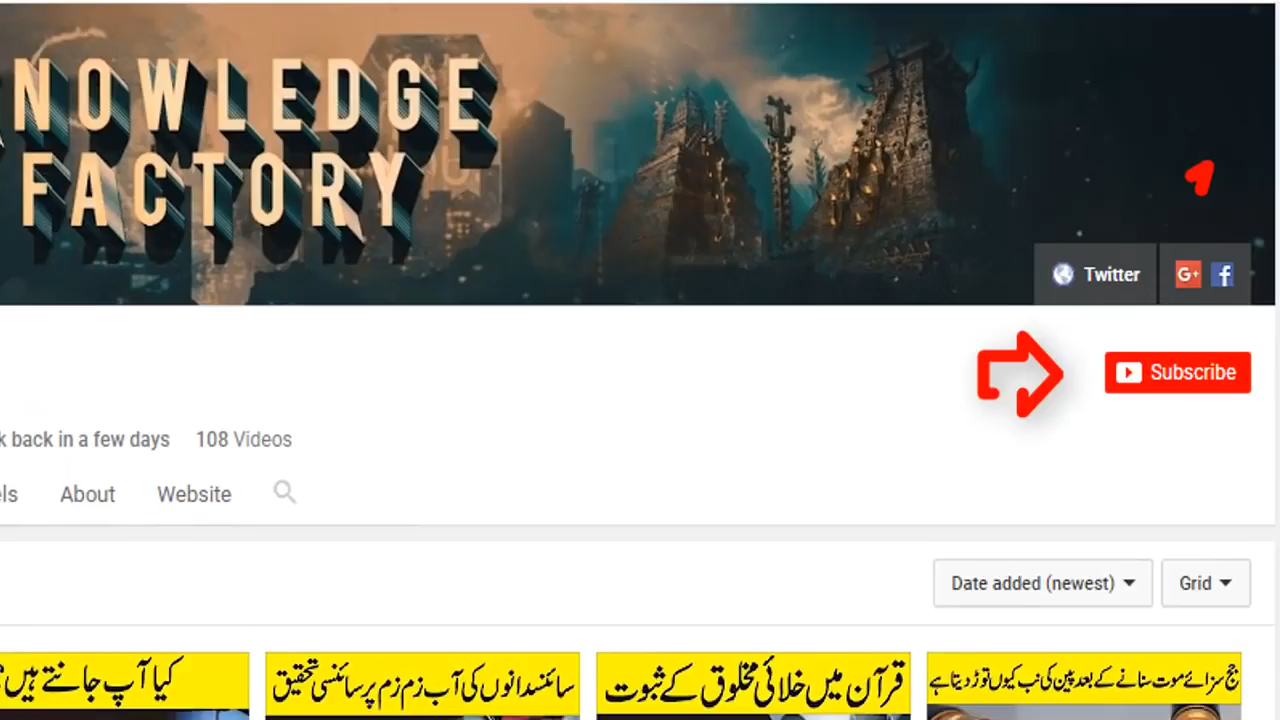 NOWLEDGE
FACTORY
Twitter
Subscribe
k back in a few days 108 Videos
els About Website
Date added (newest) Grid
کیا آپ جانتے ہیں؟
سائنسدانوں کی آب زم زم پر سائنسی تحقیق
قرآن میں خلائی مخلوق کے ثبوت
جج سزائے موت سنانے کے بعد پین کی نب کیوں توڑ دیتا ہے